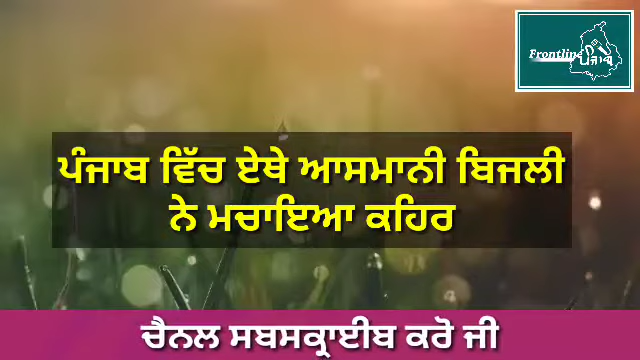 Frontline
ਪੰਜਾਬ
ਪੰਜਾਬ ਵਿੱਚ ਏਥੇ ਆਸਮਾਨੀ ਬਿਜਲੀ
ਨੇ ਮਚਾਇਆ ਕਹਿਰ
ਚੈਨਲ ਸਬਸਕ੍ਰਾਈਬ ਕਰੋ ਜੀ